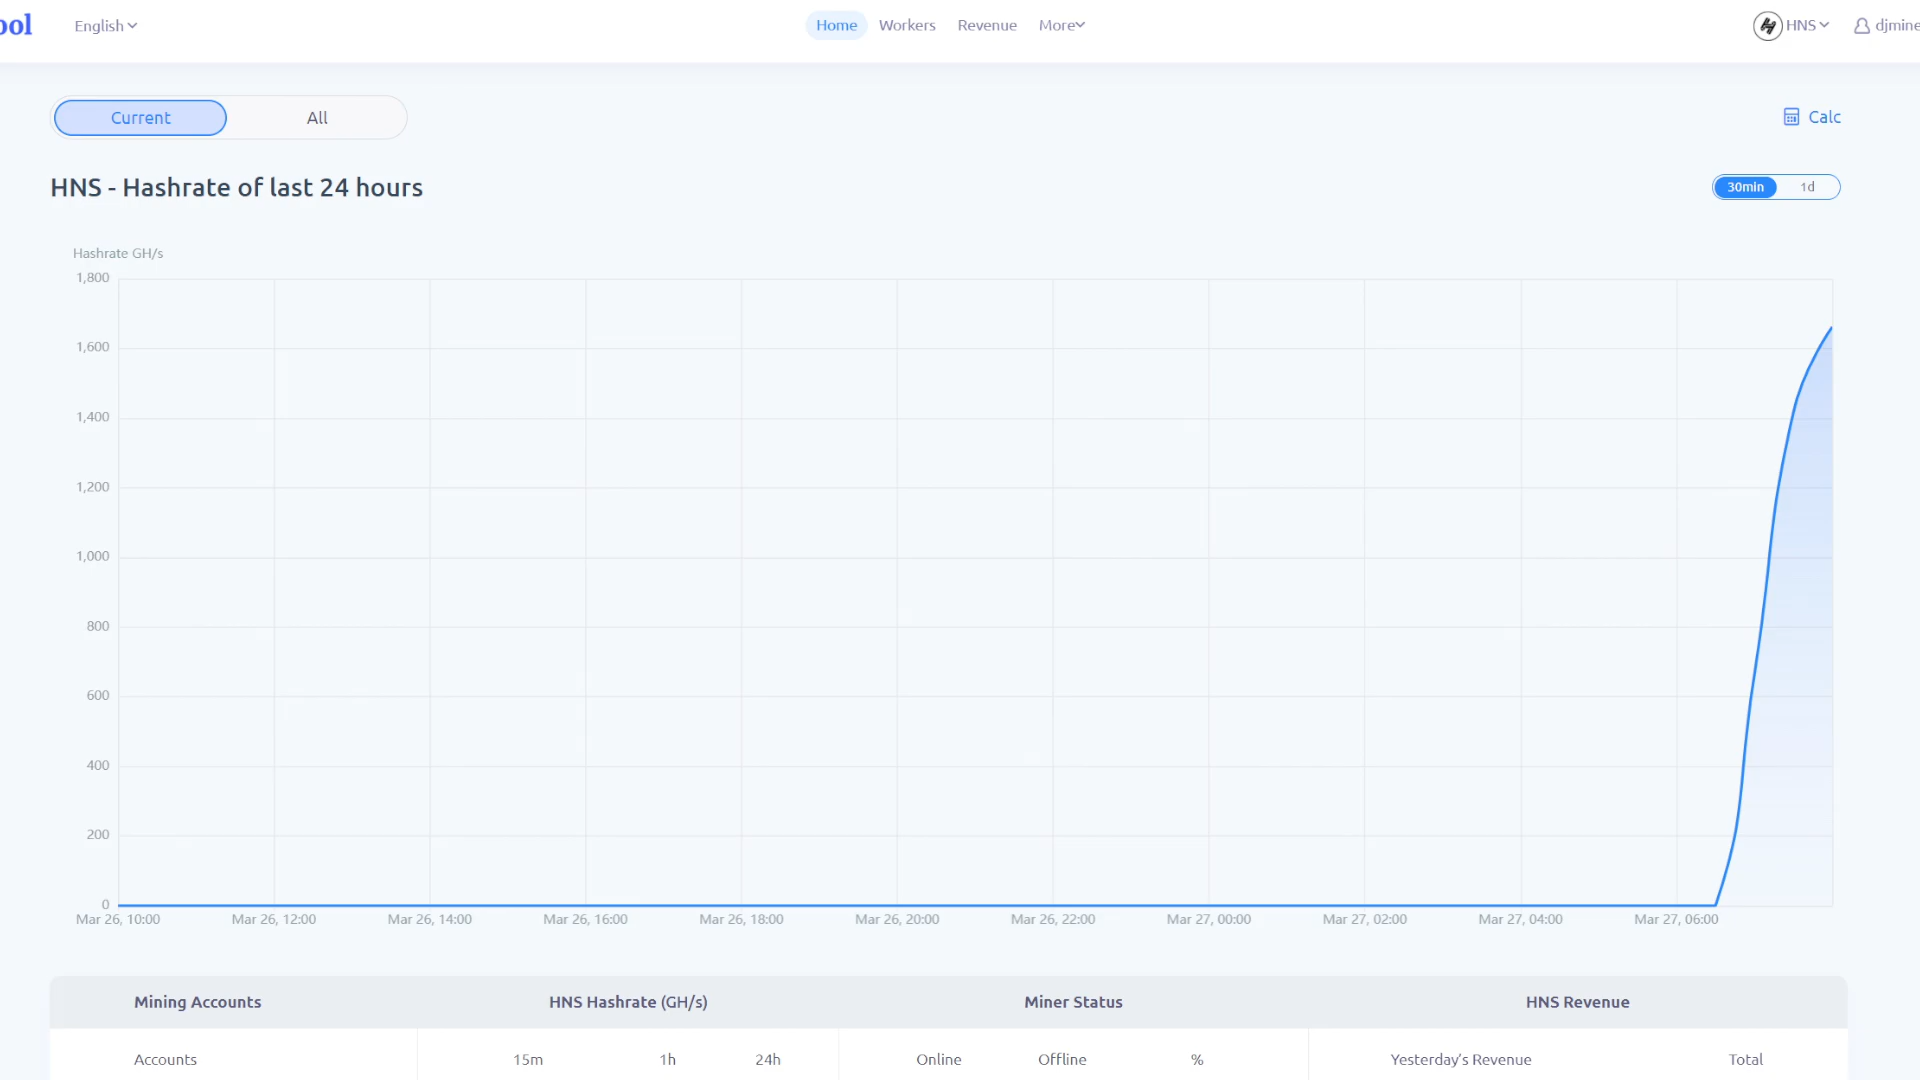 ool English Home Workers Revenue More HNS djmine
Current All Calc
HNS - Hashrate of last 24 hours 30min 1d
Hashrate GH/s
1,800
1,600
1,400
1,200
1,000
800
600
400
200
0
Mar 26, 10:00 Mar 26, 12:00 Mar 26, 14:00 Mar 26, 16:00 Mar 26, 18:00 Mar 26, 20:00 Mar 26, 22:00 Mar 27, 00:00 Mar 27, 02:00 Mar 27, 04:00 Mar 27, 06:00
Mining Accounts HNS Hashrate (GH/s) Miner Status HNS Revenue
Accounts 15m 1h 24h Online Offline % Yesterday's Revenue Total